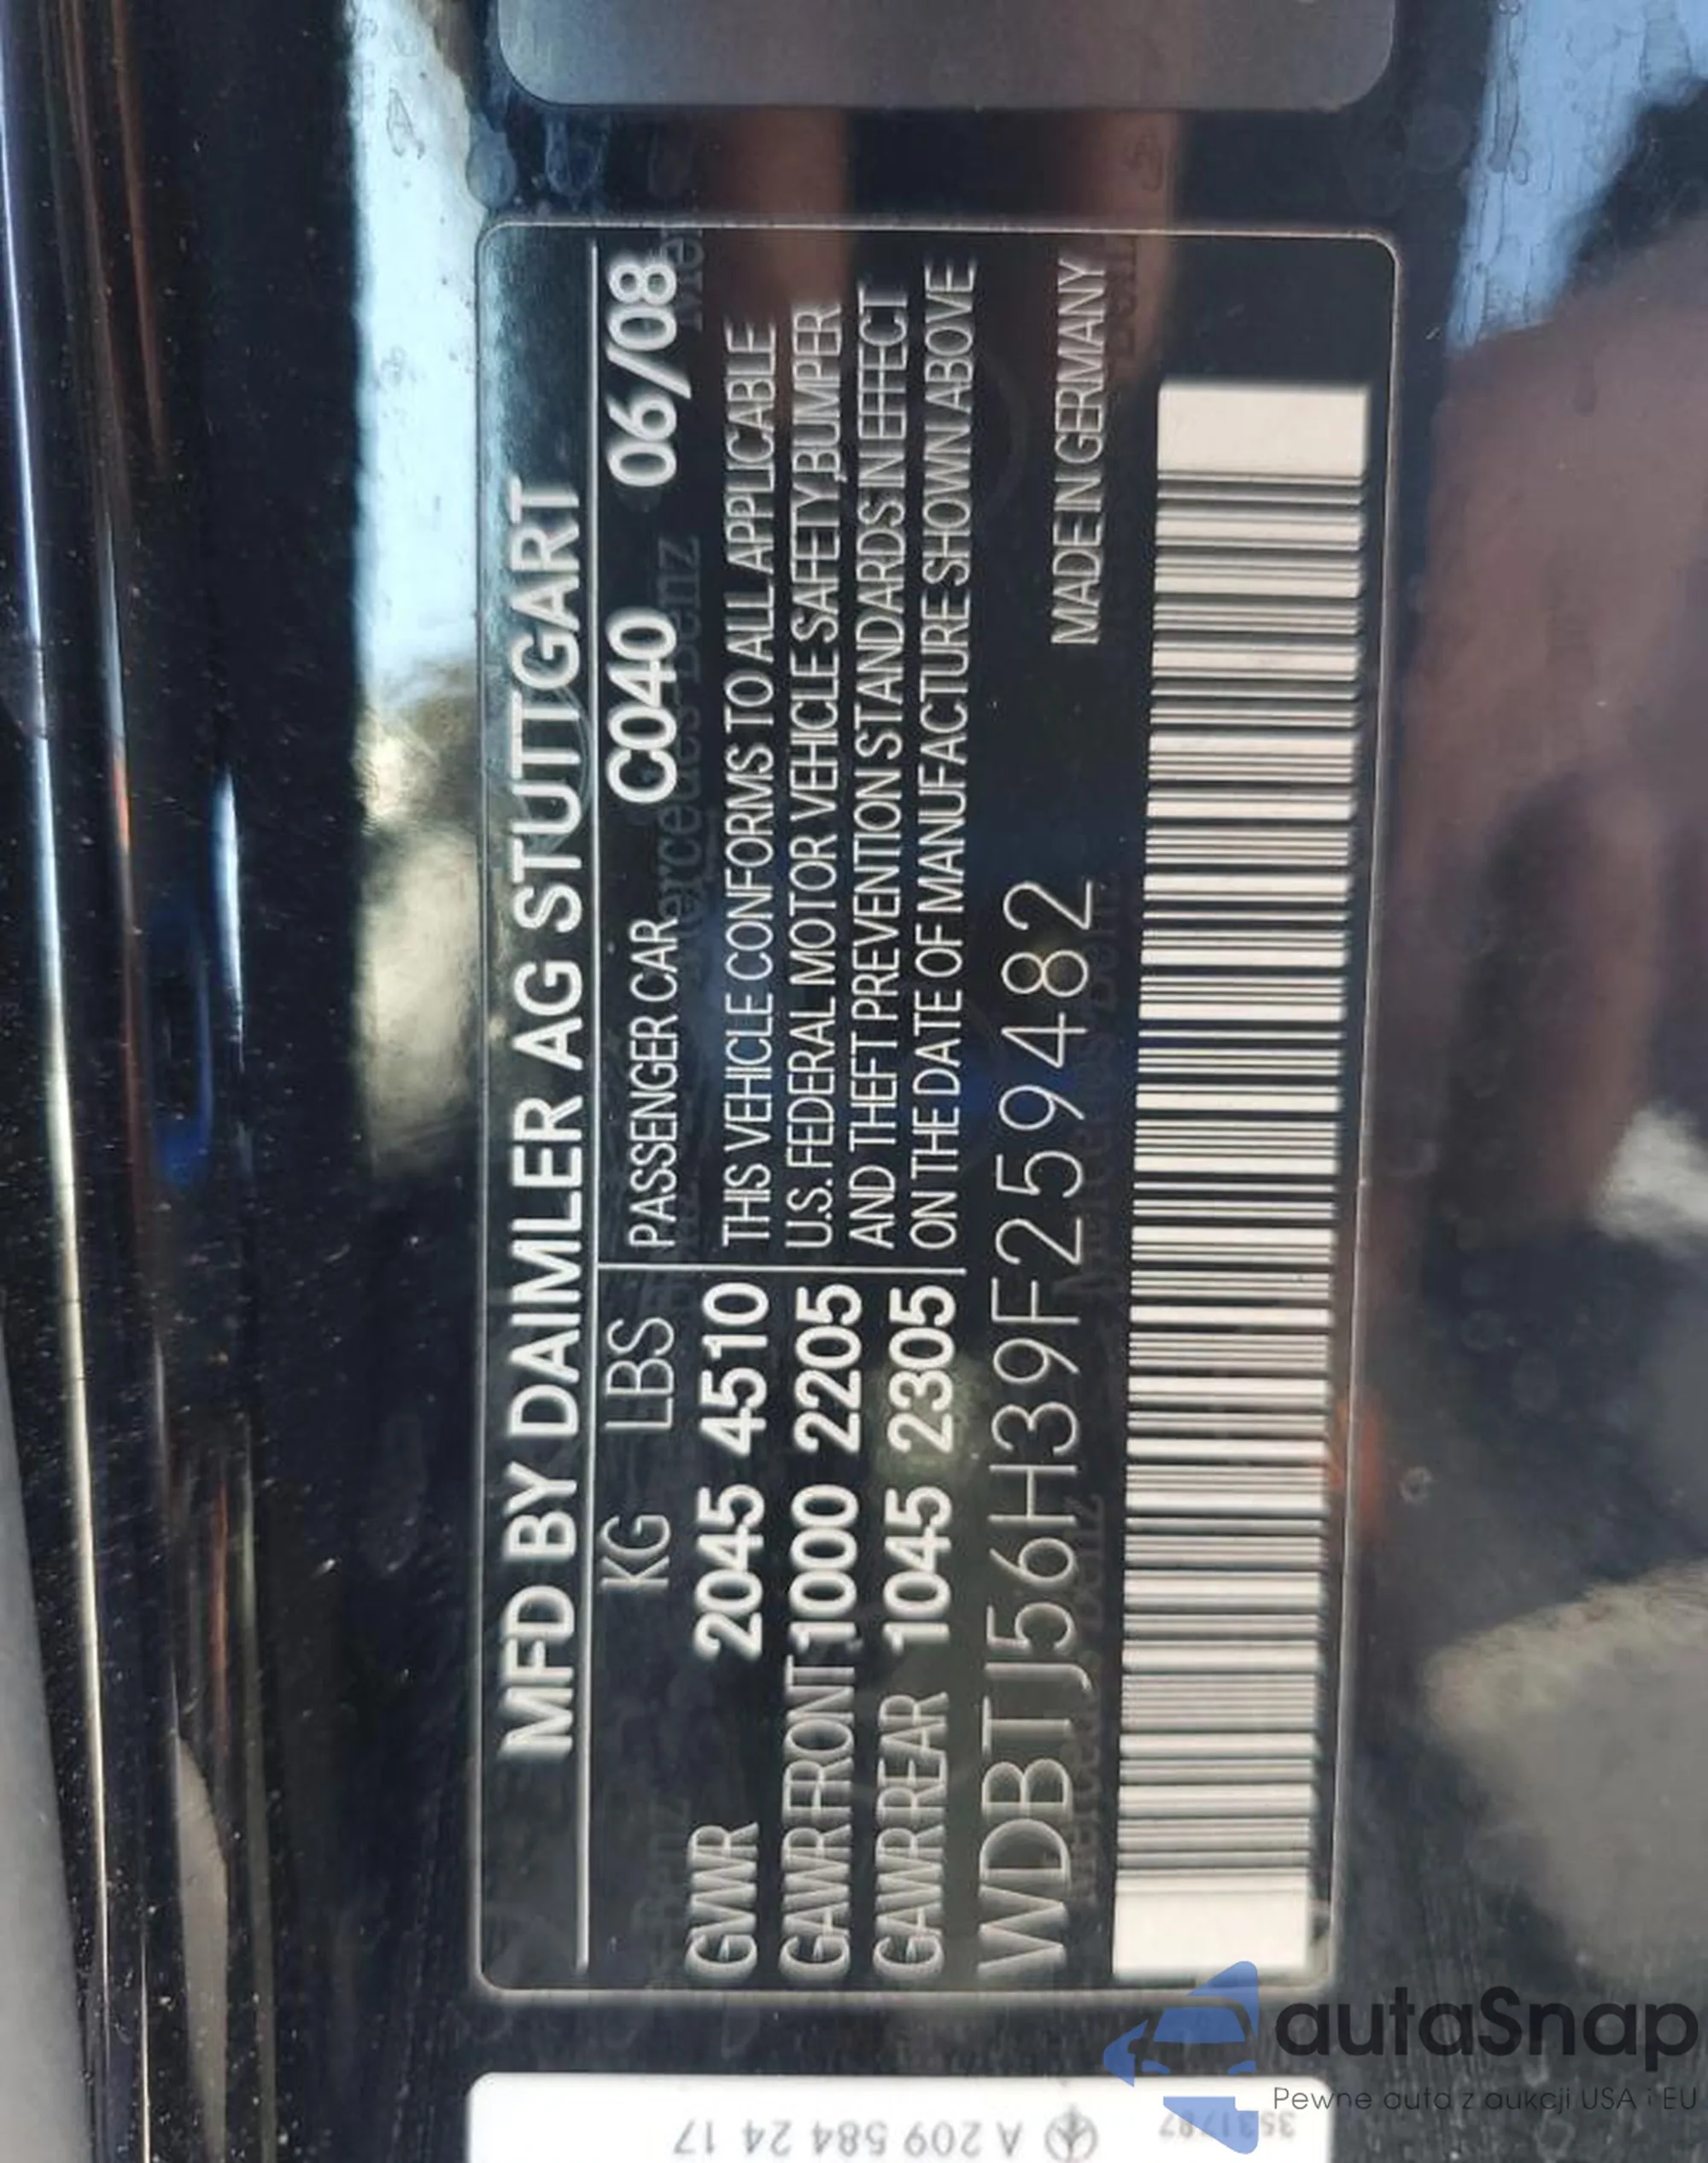 MFD BY DAIMLER AG STUTTGART
KG LBS PASSENGER CAR C040 06/08
GVWR 2045 4510 THIS VEHICLE CONFORMS TO ALL APPLICABLE
GAWR FRONT 1000 2205 U.S. FEDERAL MOTOR VEHICLE SAFETY, BUMPER
GAWR REAR 1045 2305 AND THEFT PREVENTION STANDARDS IN EFFECT
ON THE DATE OF MANUFACTURE SHOWN ABOVE
WDBTJ56H39F259482 MADE IN GERMANY
A 209 584 24 17
autaSnap
Pewne auta z aukcji USA i EU